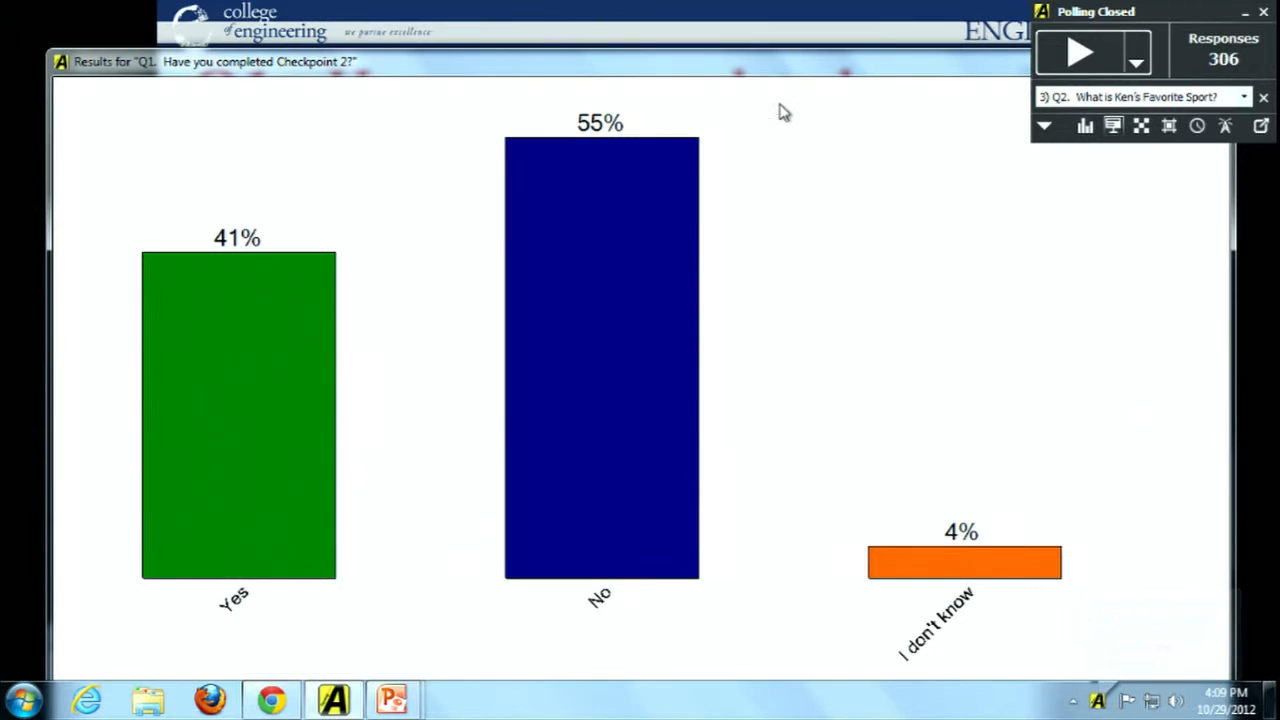 college
of engineering
we pursue excellence
ENGI
Polling Closed
Responses
306
Results for "Q1. Have you completed Checkpoint 2?"
3) Q2. What is Ken's Favorite Sport?
55%
41%
4%
Yes
No
I don't know
4:09 PM
10/29/2012